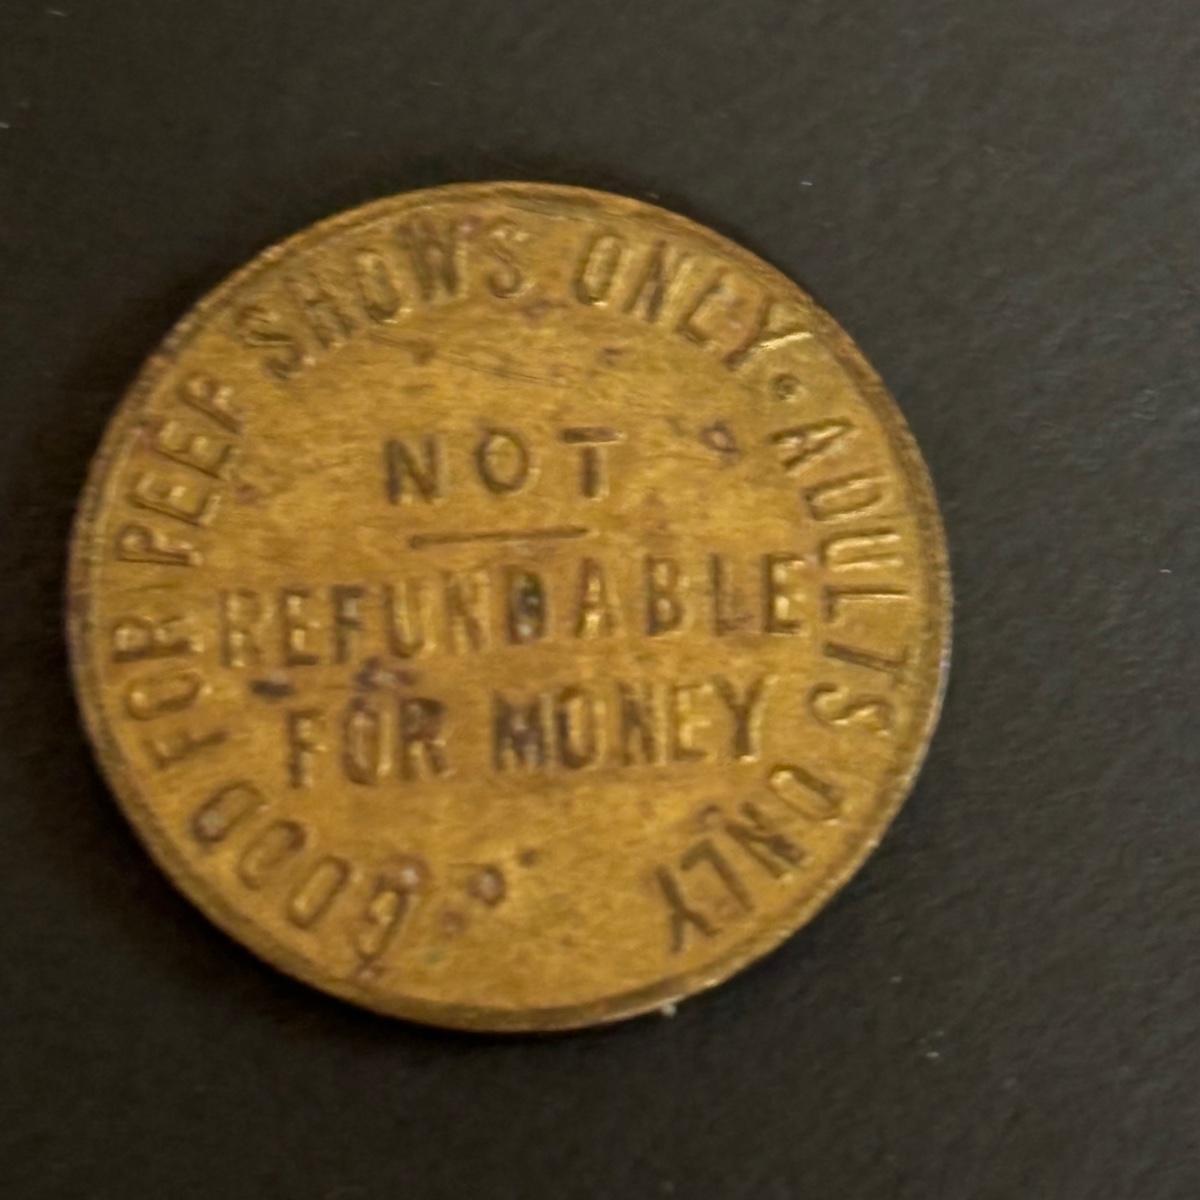 GOOD FOR PEEP SHOWS ONLY • ADULTS ONLY
NOT
REFUNDABLE
FOR MONEY